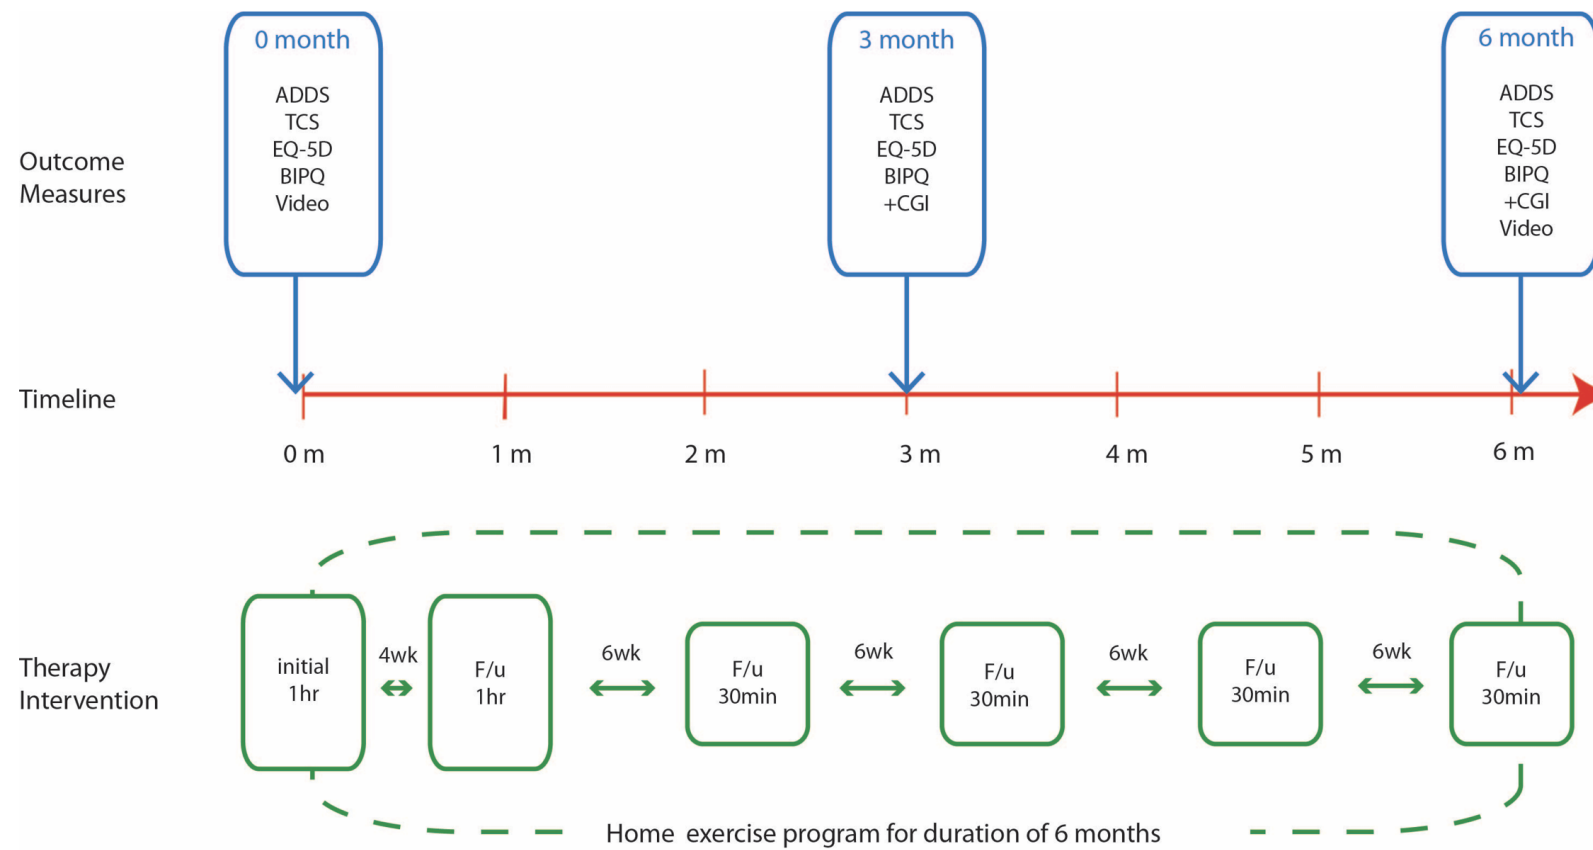 0 month
ADDS
TCS
EQ-5D
BIPQ
Video
3 month
ADDS
TCS
EQ-5D
BIPQ
+CGI
6 month
ADDS
TCS
EQ-5D
BIPQ
+CGI
Video
Outcome
Measures
Timeline
0 m
1 m
2 m
3 m
4 m
5 m
6 m
Therapy
Intervention
initial
1hr
4wk
F/u
1hr
6wk
F/u
30min
6wk
F/u
30min
6wk
F/u
30min
6wk
F/u
30min
Home exercise program for duration of 6 months